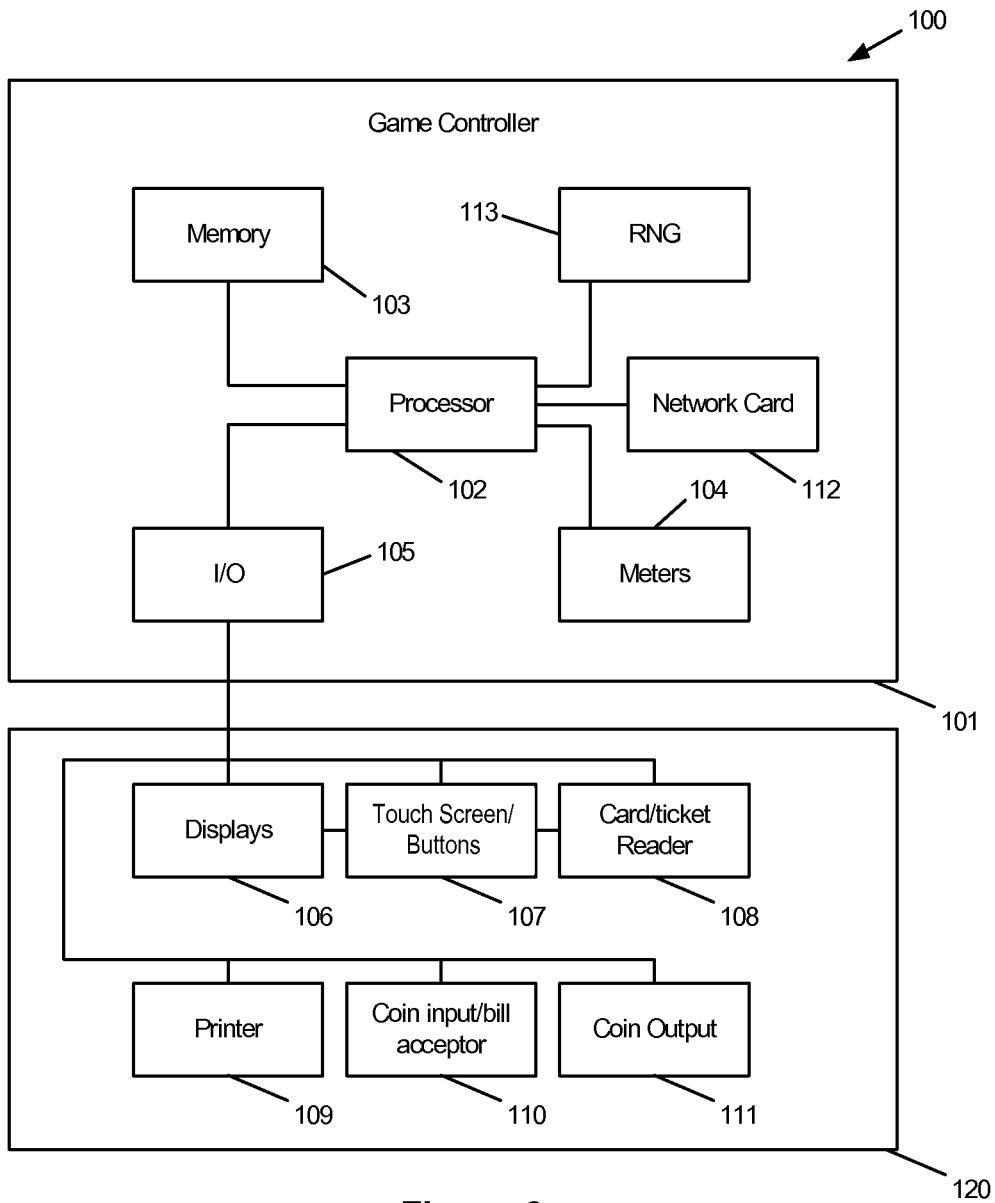 100
Game Controller
Memory
103
113
RNG
Processor
102
Network Card
112
I/O
105
104
Meters
101
Displays
106
Touch Screen/
Buttons
107
Card/ticket
Reader
108
Printer
109
Coin input/bill
acceptor
110
Coin Output
111
120